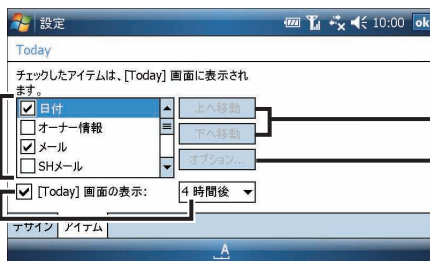 設定 10:00 ok
Today
チェックしたアイテムは、[Today] 画面に表示され
ます。
日付
オーナー情報
メール
SHメール
上へ移動
下へ移動
オプション...
[Today] 画面の表示: 4 時間後
デザイン アイテム
A